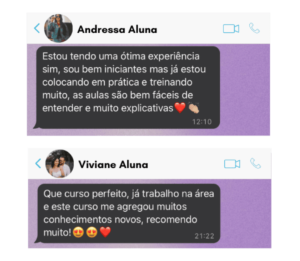 Andressa Aluna
Estou tendo uma ótima experiência
sim, sou bem iniciantes mas já estou
colocando em prática e treinando
muito, as aulas são bem fáceis de
entender e muito explicativas❤️👏🏼
12:10
Viviane Aluna
Que curso perfeito, já trabalho na área
e este curso me agregou muitos
conhecimentos novos, recomendo
muito!😍😍❤️
21:22